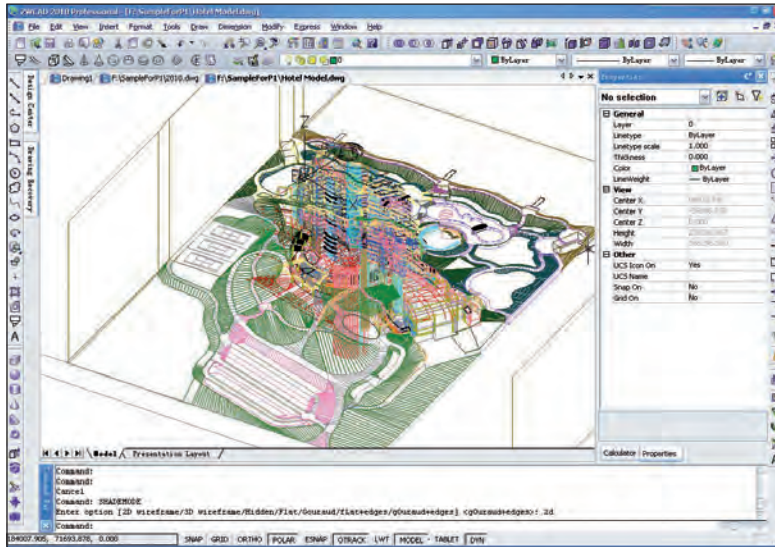 ZWCAD 2010 Professional - [F:\SampleForP1\Hotel Model.dwg]
File Edit View Insert Format Tools Draw Dimension Modify Express Window Help
0 ByLayer ByLayer ByLayer
Drawing1 F:\SampleForP1\2010.dwg F:\SampleForP1\Hotel Model.dwg
Design Center
Drawing Recovery
Properties
No selection
General
Layer 0
Linetype ByLayer
Linetype scale 1.000
Thickness 0.000
Color ByLayer
LineWeight ByLayer
View
Center X
Center Y
Center Z
Height
Width
Other
UCS Icon On Yes
UCS Name
Snap On No
Grid On No
Calculator Properties
Model Presentation Layout
Command:
Command:
Cancel
Command: SHADEMODE
Enter option [2D wireframe/3D wireframe/Hidden/Flat/Gouraud/fLat+edges/gOuraud+edges] <gOuraud+edges>: 2d
Command:
184007.905, 71693.878, 0.000 SNAP GRID ORTHO POLAR ESNAP OTRACK LWT MODEL TABLET DYN